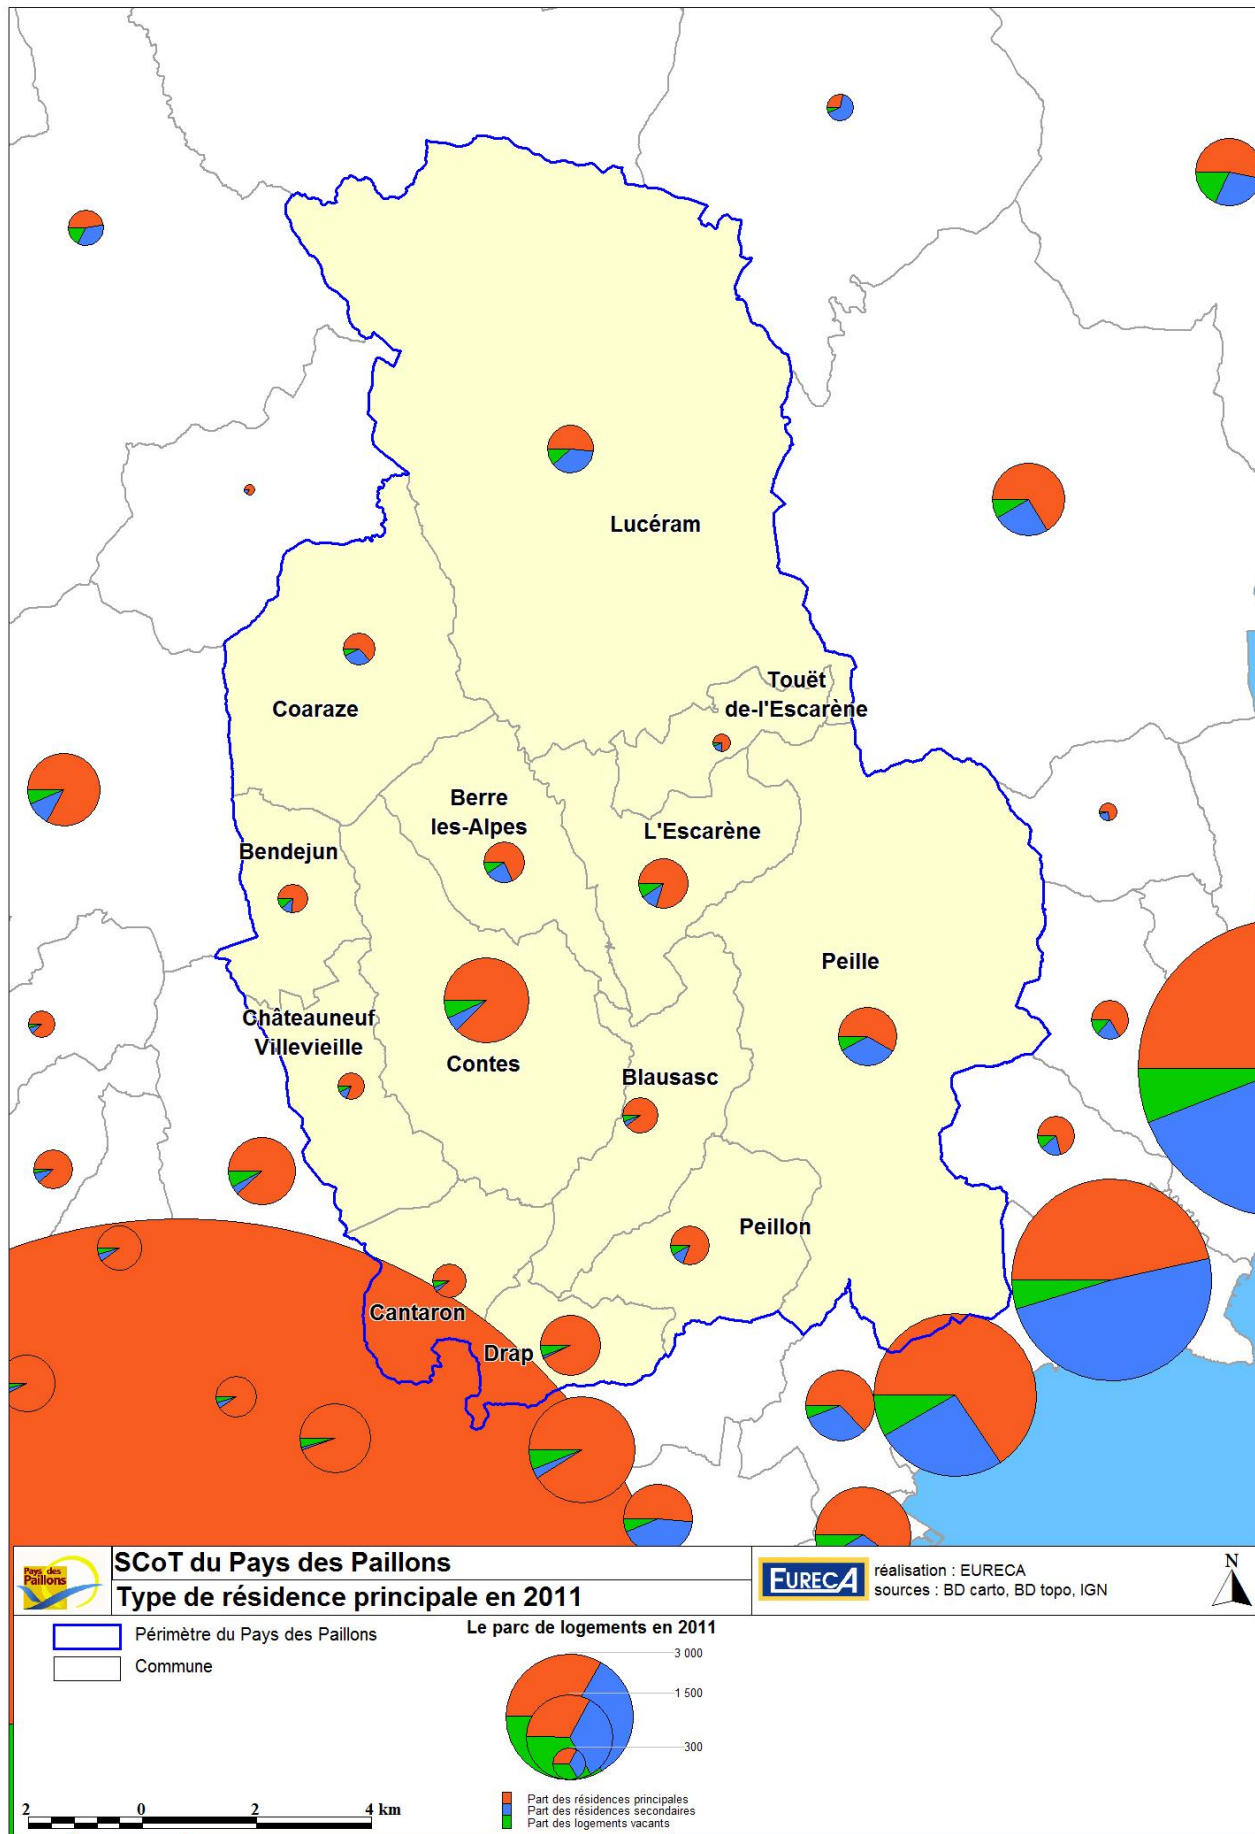 Lucéram
Touët
de-l'Escarène
Coaraze
Berre
les-Alpes
L'Escarène
Bendejun
Peille
Châteauneuf
Villevieille
Contes
Blausasc
Peillon
Cantaron
Drap
Pays des
Paillons
SCoT du Pays des Paillons
Type de résidence principale en 2011
EURECA
réalisation : EURECA
sources : BD carto, BD topo, IGN
N
Périmètre du Pays des Paillons
Commune
Le parc de logements en 2011
3 000
1 500
300
Part des résidences principales
Part des résidences secondaires
Part des logements vacants
2 0 2 4 km